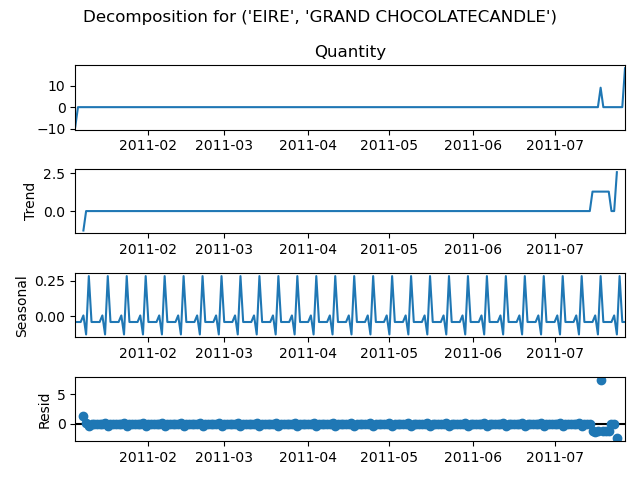 Decomposition for ('EIRE', 'GRAND CHOCOLATECANDLE')
Quantity
10
0
−10
2011-02 2011-03 2011-04 2011-05 2011-06 2011-07
Trend
2.5
0.0
2011-02 2011-03 2011-04 2011-05 2011-06 2011-07
Seasonal
0.25
0.00
2011-02 2011-03 2011-04 2011-05 2011-06 2011-07
Resid
5
0
2011-02 2011-03 2011-04 2011-05 2011-06 2011-07